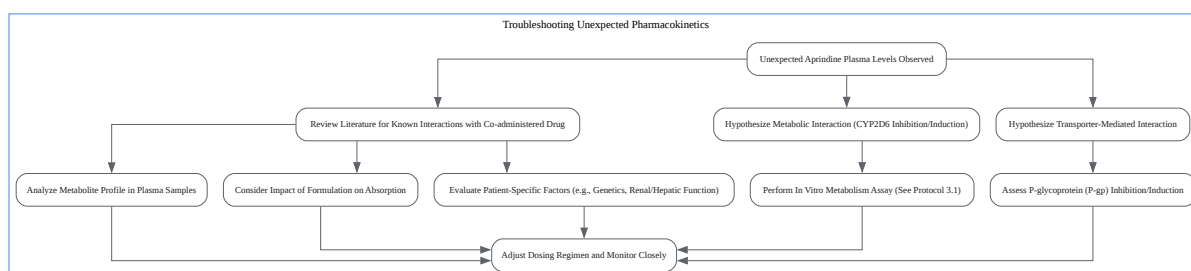 Troubleshooting Unexpected Pharmacokinetics
Unexpected Aprindine Plasma Levels Observed
Review Literature for Known Interactions with Co-administered Drug
Hypothesize Metabolic Interaction (CYP2D6 Inhibition/Induction)
Hypothesize Transporter-Mediated Interaction
Analyze Metabolite Profile in Plasma Samples
Consider Impact of Formulation on Absorption
Evaluate Patient-Specific Factors (e.g., Genetics, Renal/Hepatic Function)
Perform In Vitro Metabolism Assay (See Protocol 3.1)
Assess P-glycoprotein (P-gp) Inhibition/Induction
Adjust Dosing Regimen and Monitor Closely